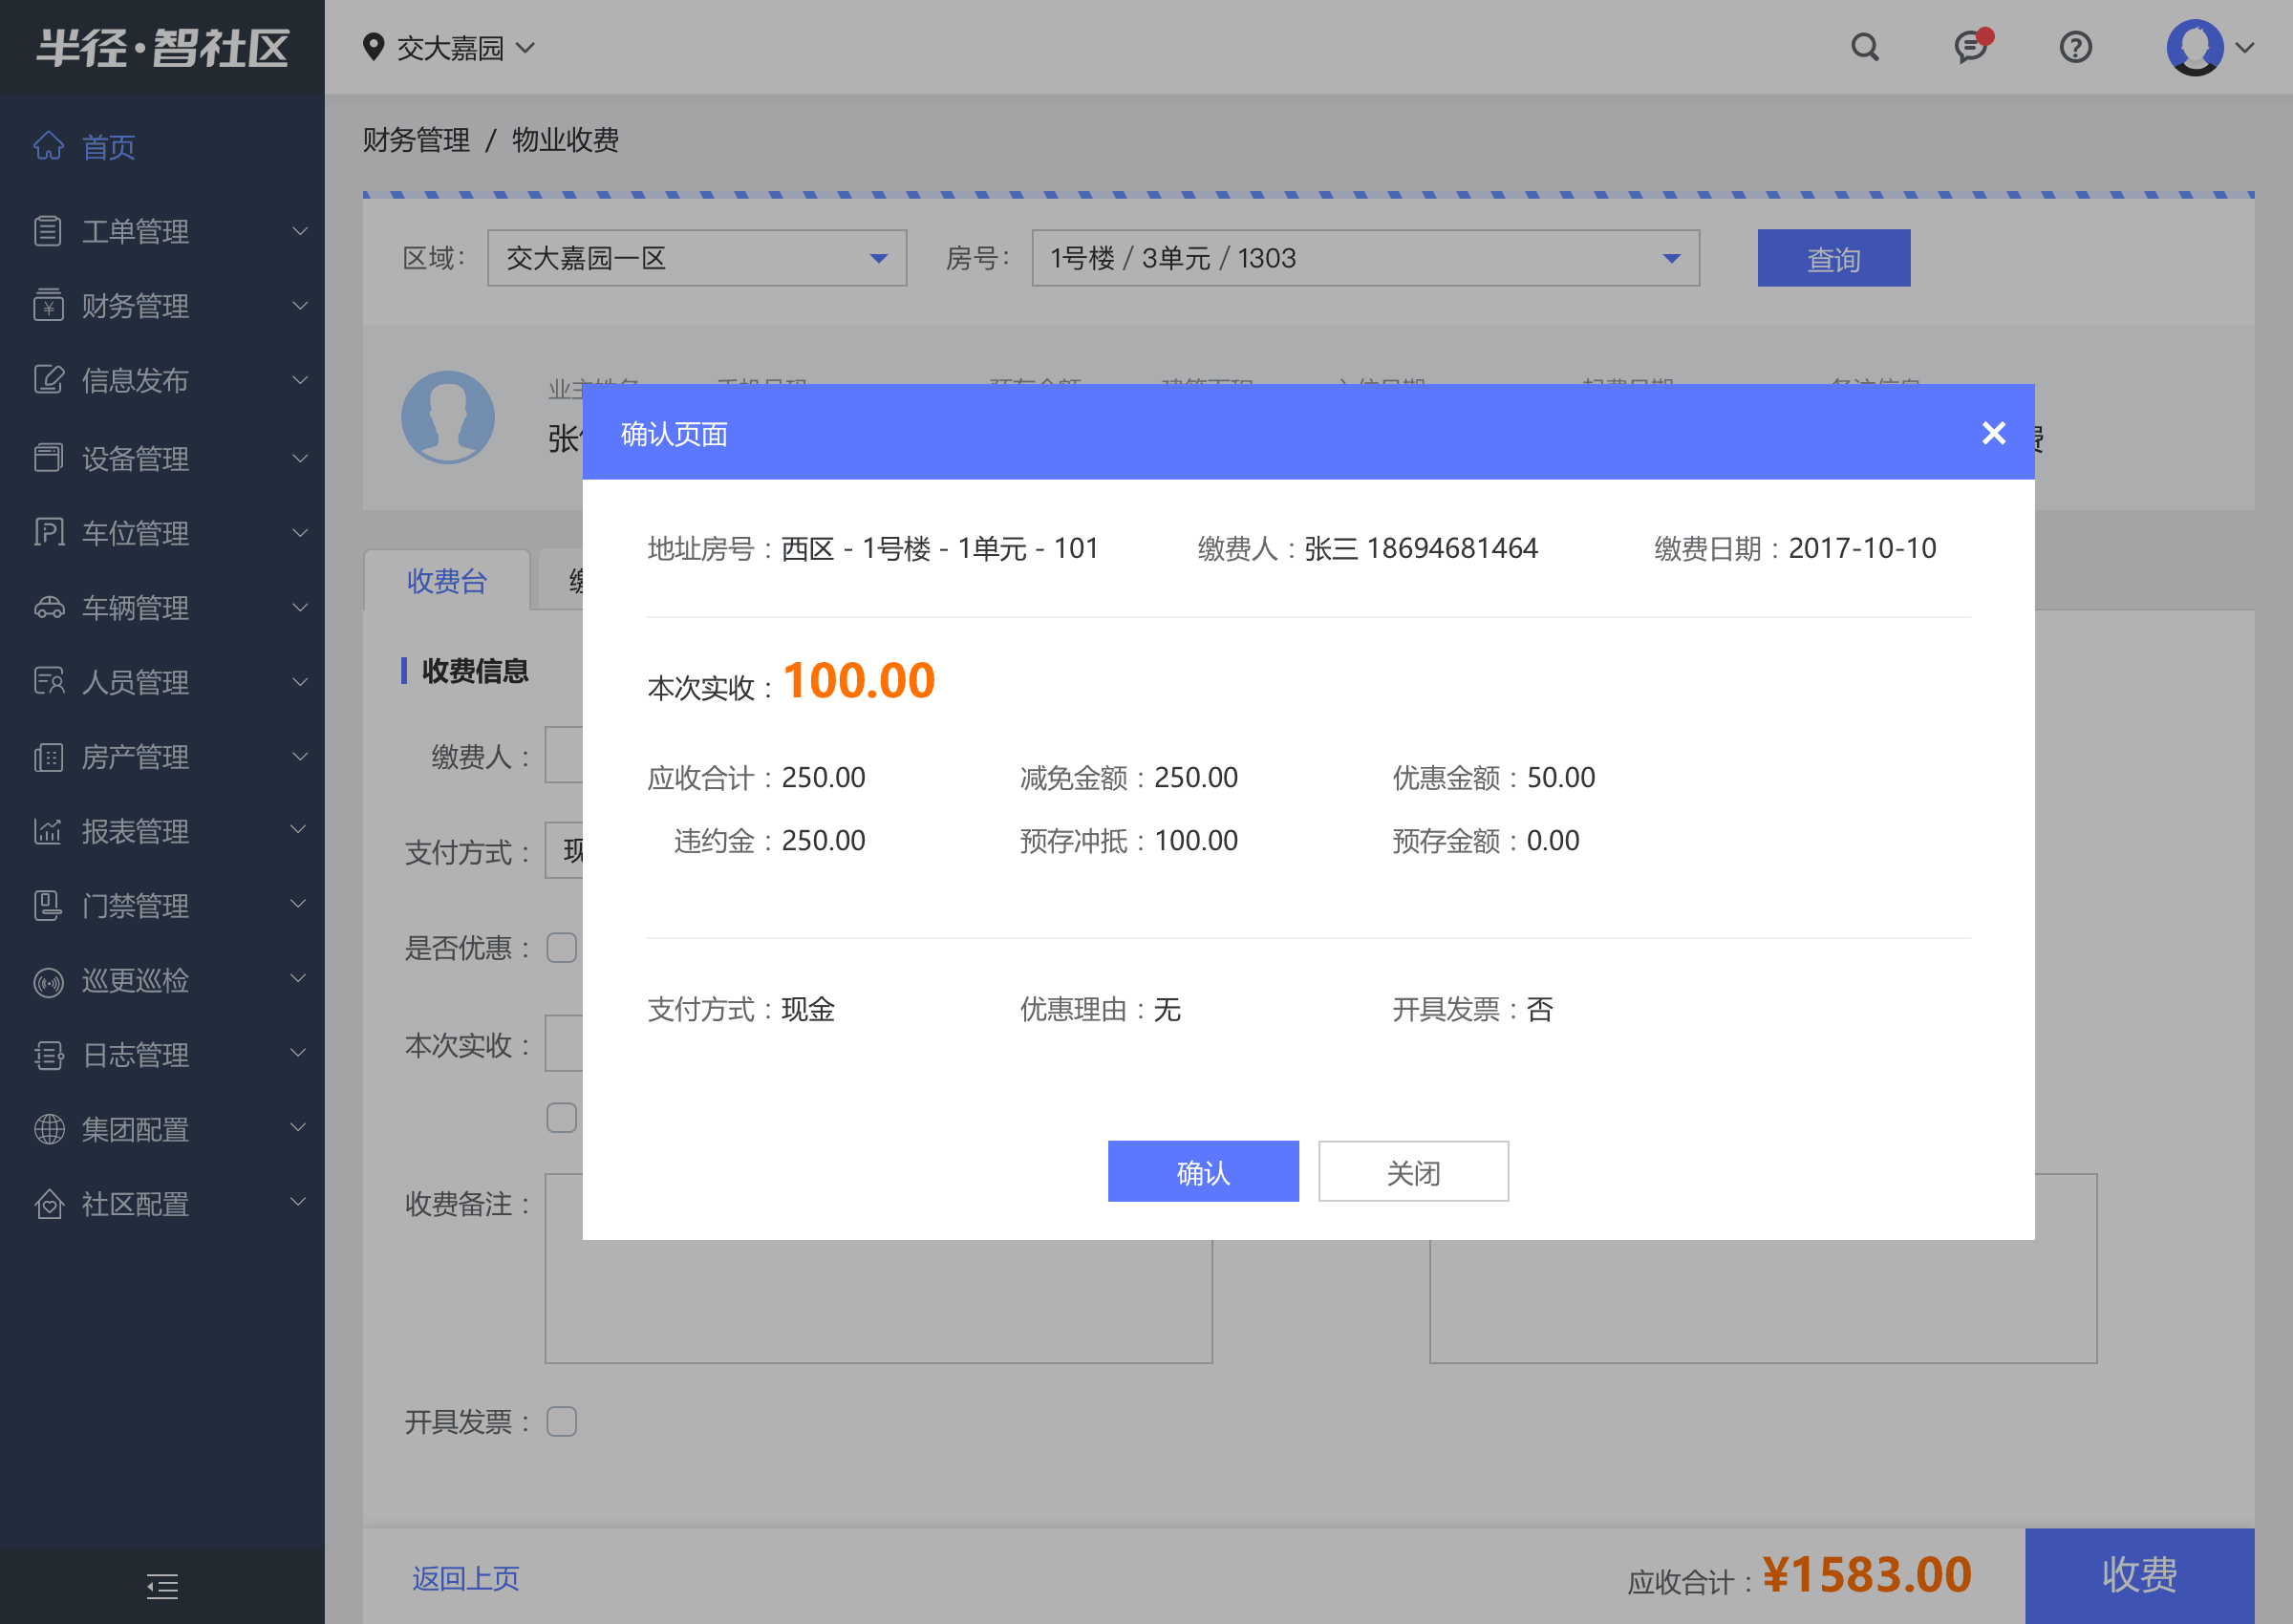 半径·智社区
交大嘉园
首页
工单管理
财务管理
信息发布
设备管理
车位管理
车辆管理
人员管理
房产管理
报表管理
门禁管理
巡更巡检
日志管理
集团配置
社区配置
财务管理 / 物业收费
区域： 交大嘉园一区 房号： 1号楼 / 3单元 / 1303 查询
张
确认页面
地址房号：西区 - 1号楼 - 1单元 - 101 缴费人：张三 18694681464 缴费日期：2017-10-10
本次实收：100.00
应收合计：250.00 减免金额：250.00 优惠金额：50.00
违约金：250.00 预存冲抵：100.00 预存金额：0.00
支付方式：现金 优惠理由：无 开具发票：否
确认 关闭
收费台
收费信息
缴费人：
支付方式： 现
是否优惠：
本次实收：
收费备注：
开具发票：
返回上页 应收合计：¥1583.00 收费